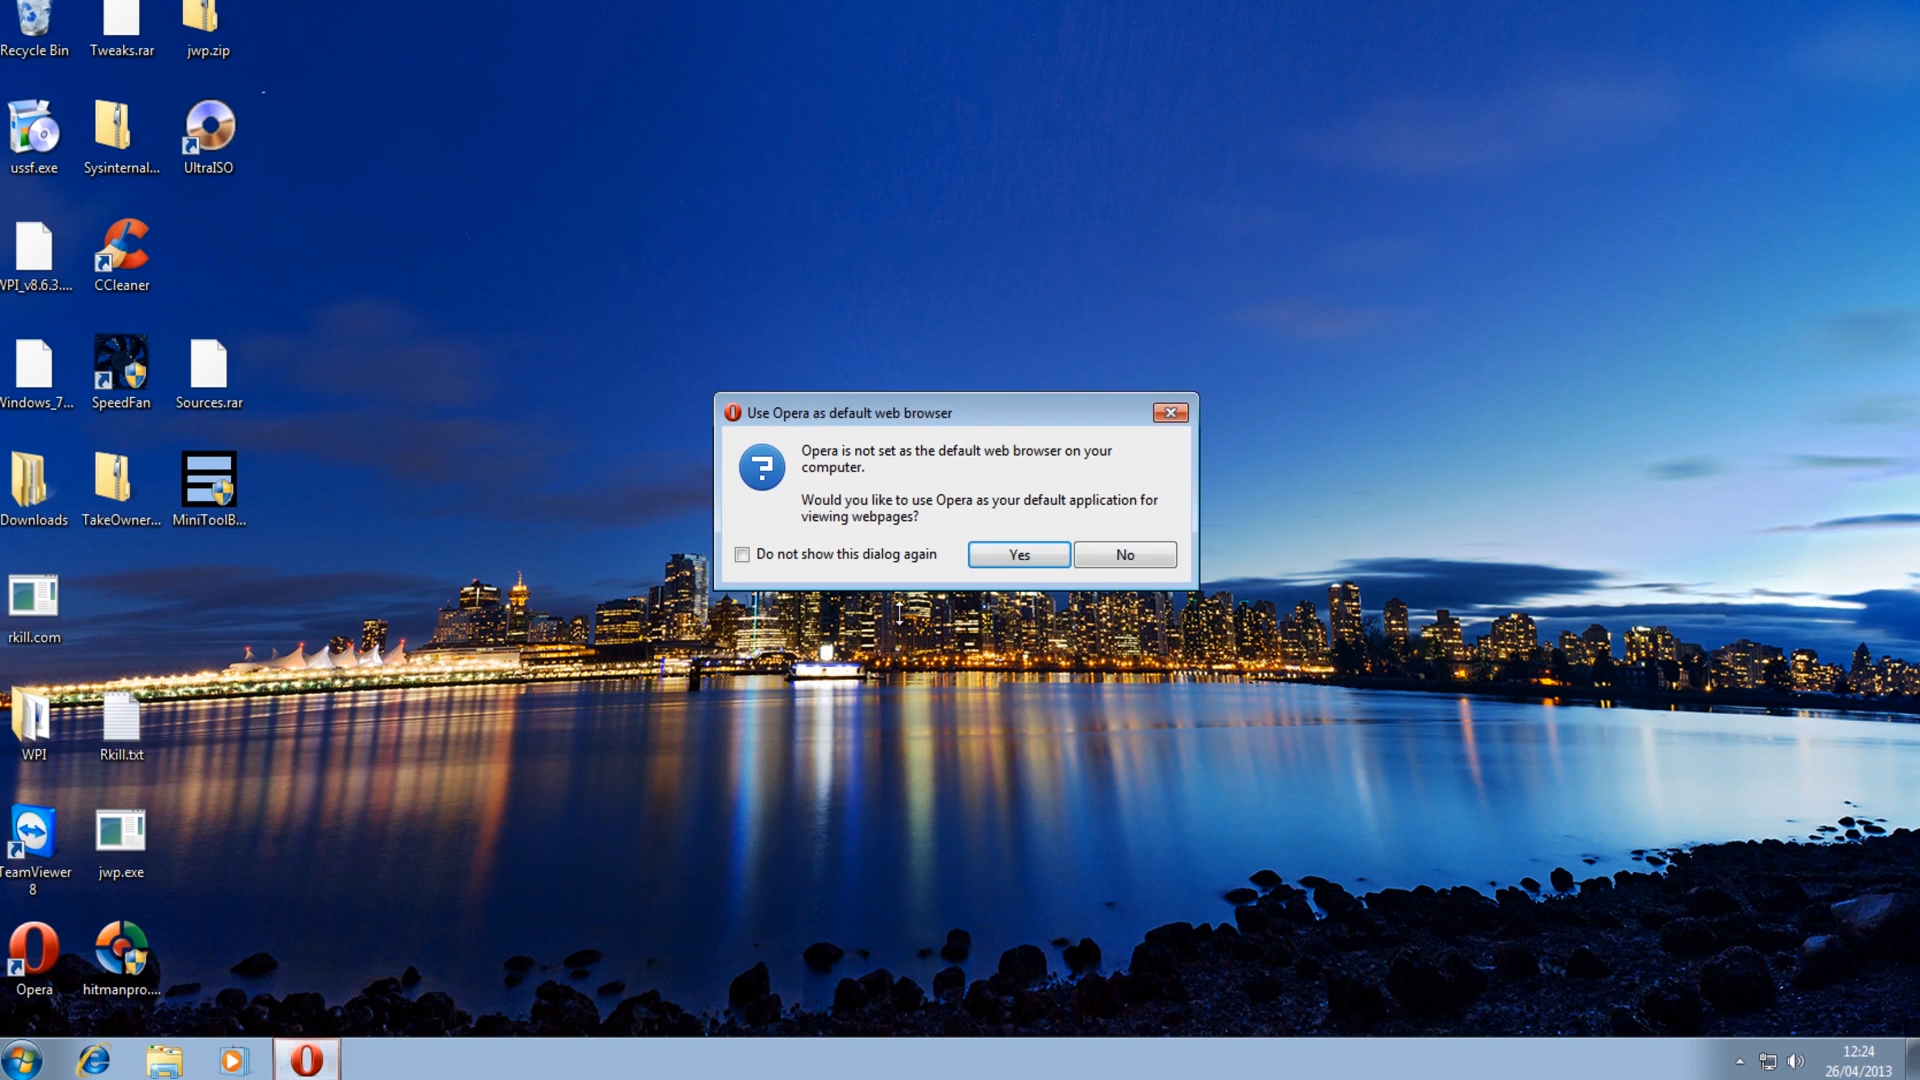 Recycle Bin
Tweaks.rar
jwp.zip
ussf.exe
Sysinternal...
UltraISO
WPI_v8.6.3....
CCleaner
Windows_7...
SpeedFan
Sources.rar
Downloads
TakeOwner...
MiniToolB...
rkill.com
WPI
Rkill.txt
TeamViewer
8
jwp.exe
Opera
hitmanpro....
Use Opera as default web browser
Opera is not set as the default web browser on your
computer.
Would you like to use Opera as your default application for
viewing webpages?
Do not show this dialog again
Yes
No
12:24
26/04/2013